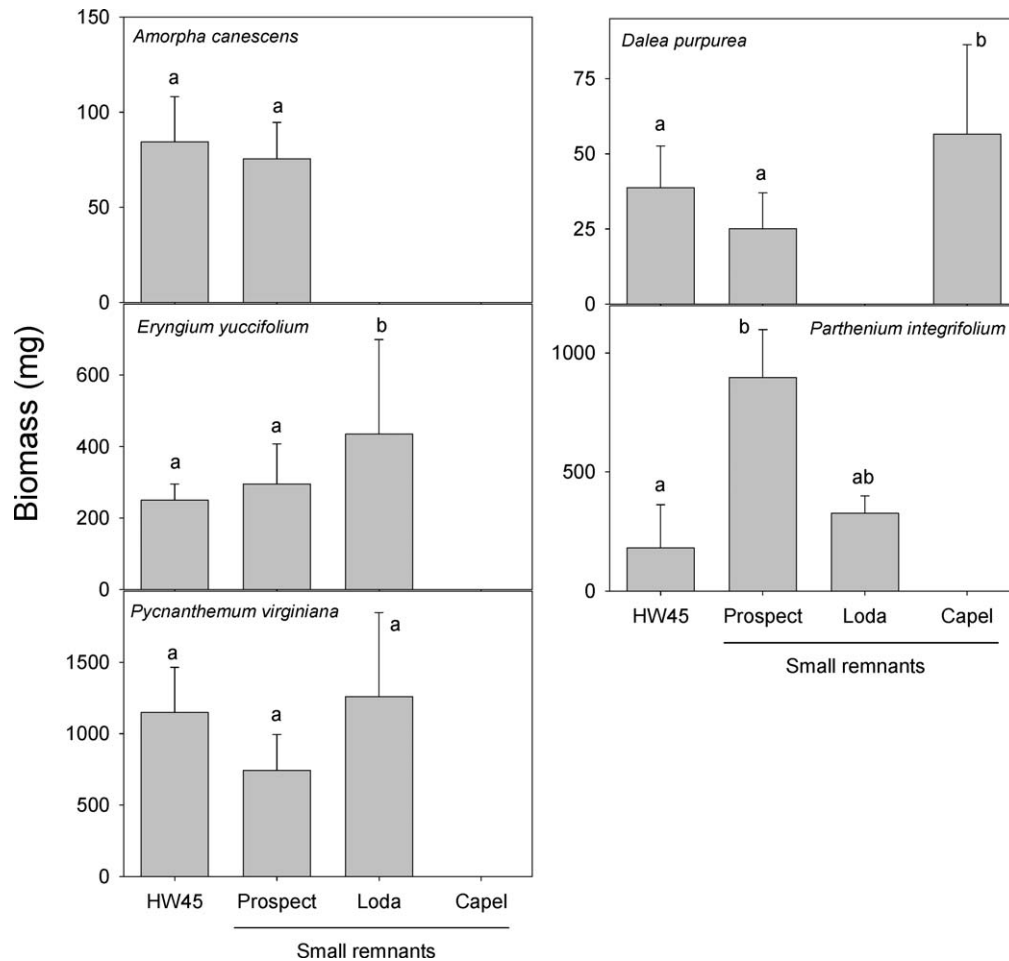 Biomass (mg)
Amorpha canescens
150
100
50
0
a
a
Eryngium yuccifolium
600
400
200
0
a
a
b
Pycnanthemum virginiana
1500
1000
500
0
a
a
a
HW45 Prospect Loda Capel
Small remnants
Dalea purpurea
75
50
25
0
a
a
b
Parthenium integrifolium
1000
500
0
a
b
ab
HW45 Prospect Loda Capel
Small remnants